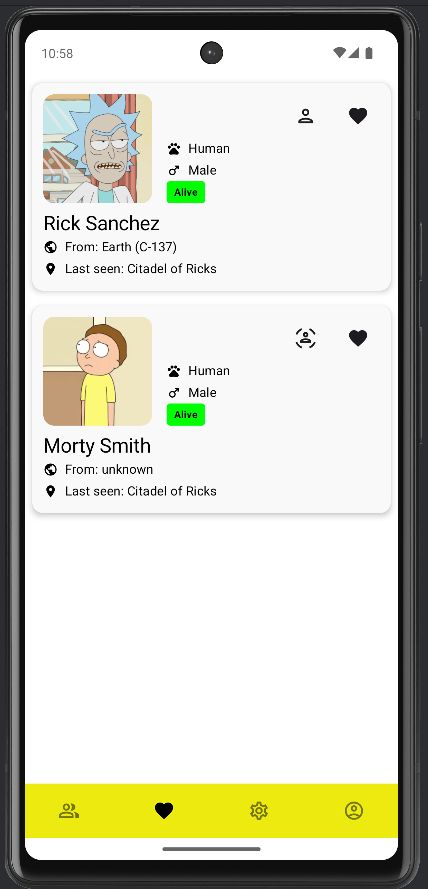 10:58
Human
Male
Alive
Rick Sanchez
From: Earth (C-137)
Last seen: Citadel of Ricks
Human
Male
Alive
Morty Smith
From: unknown
Last seen: Citadel of Ricks